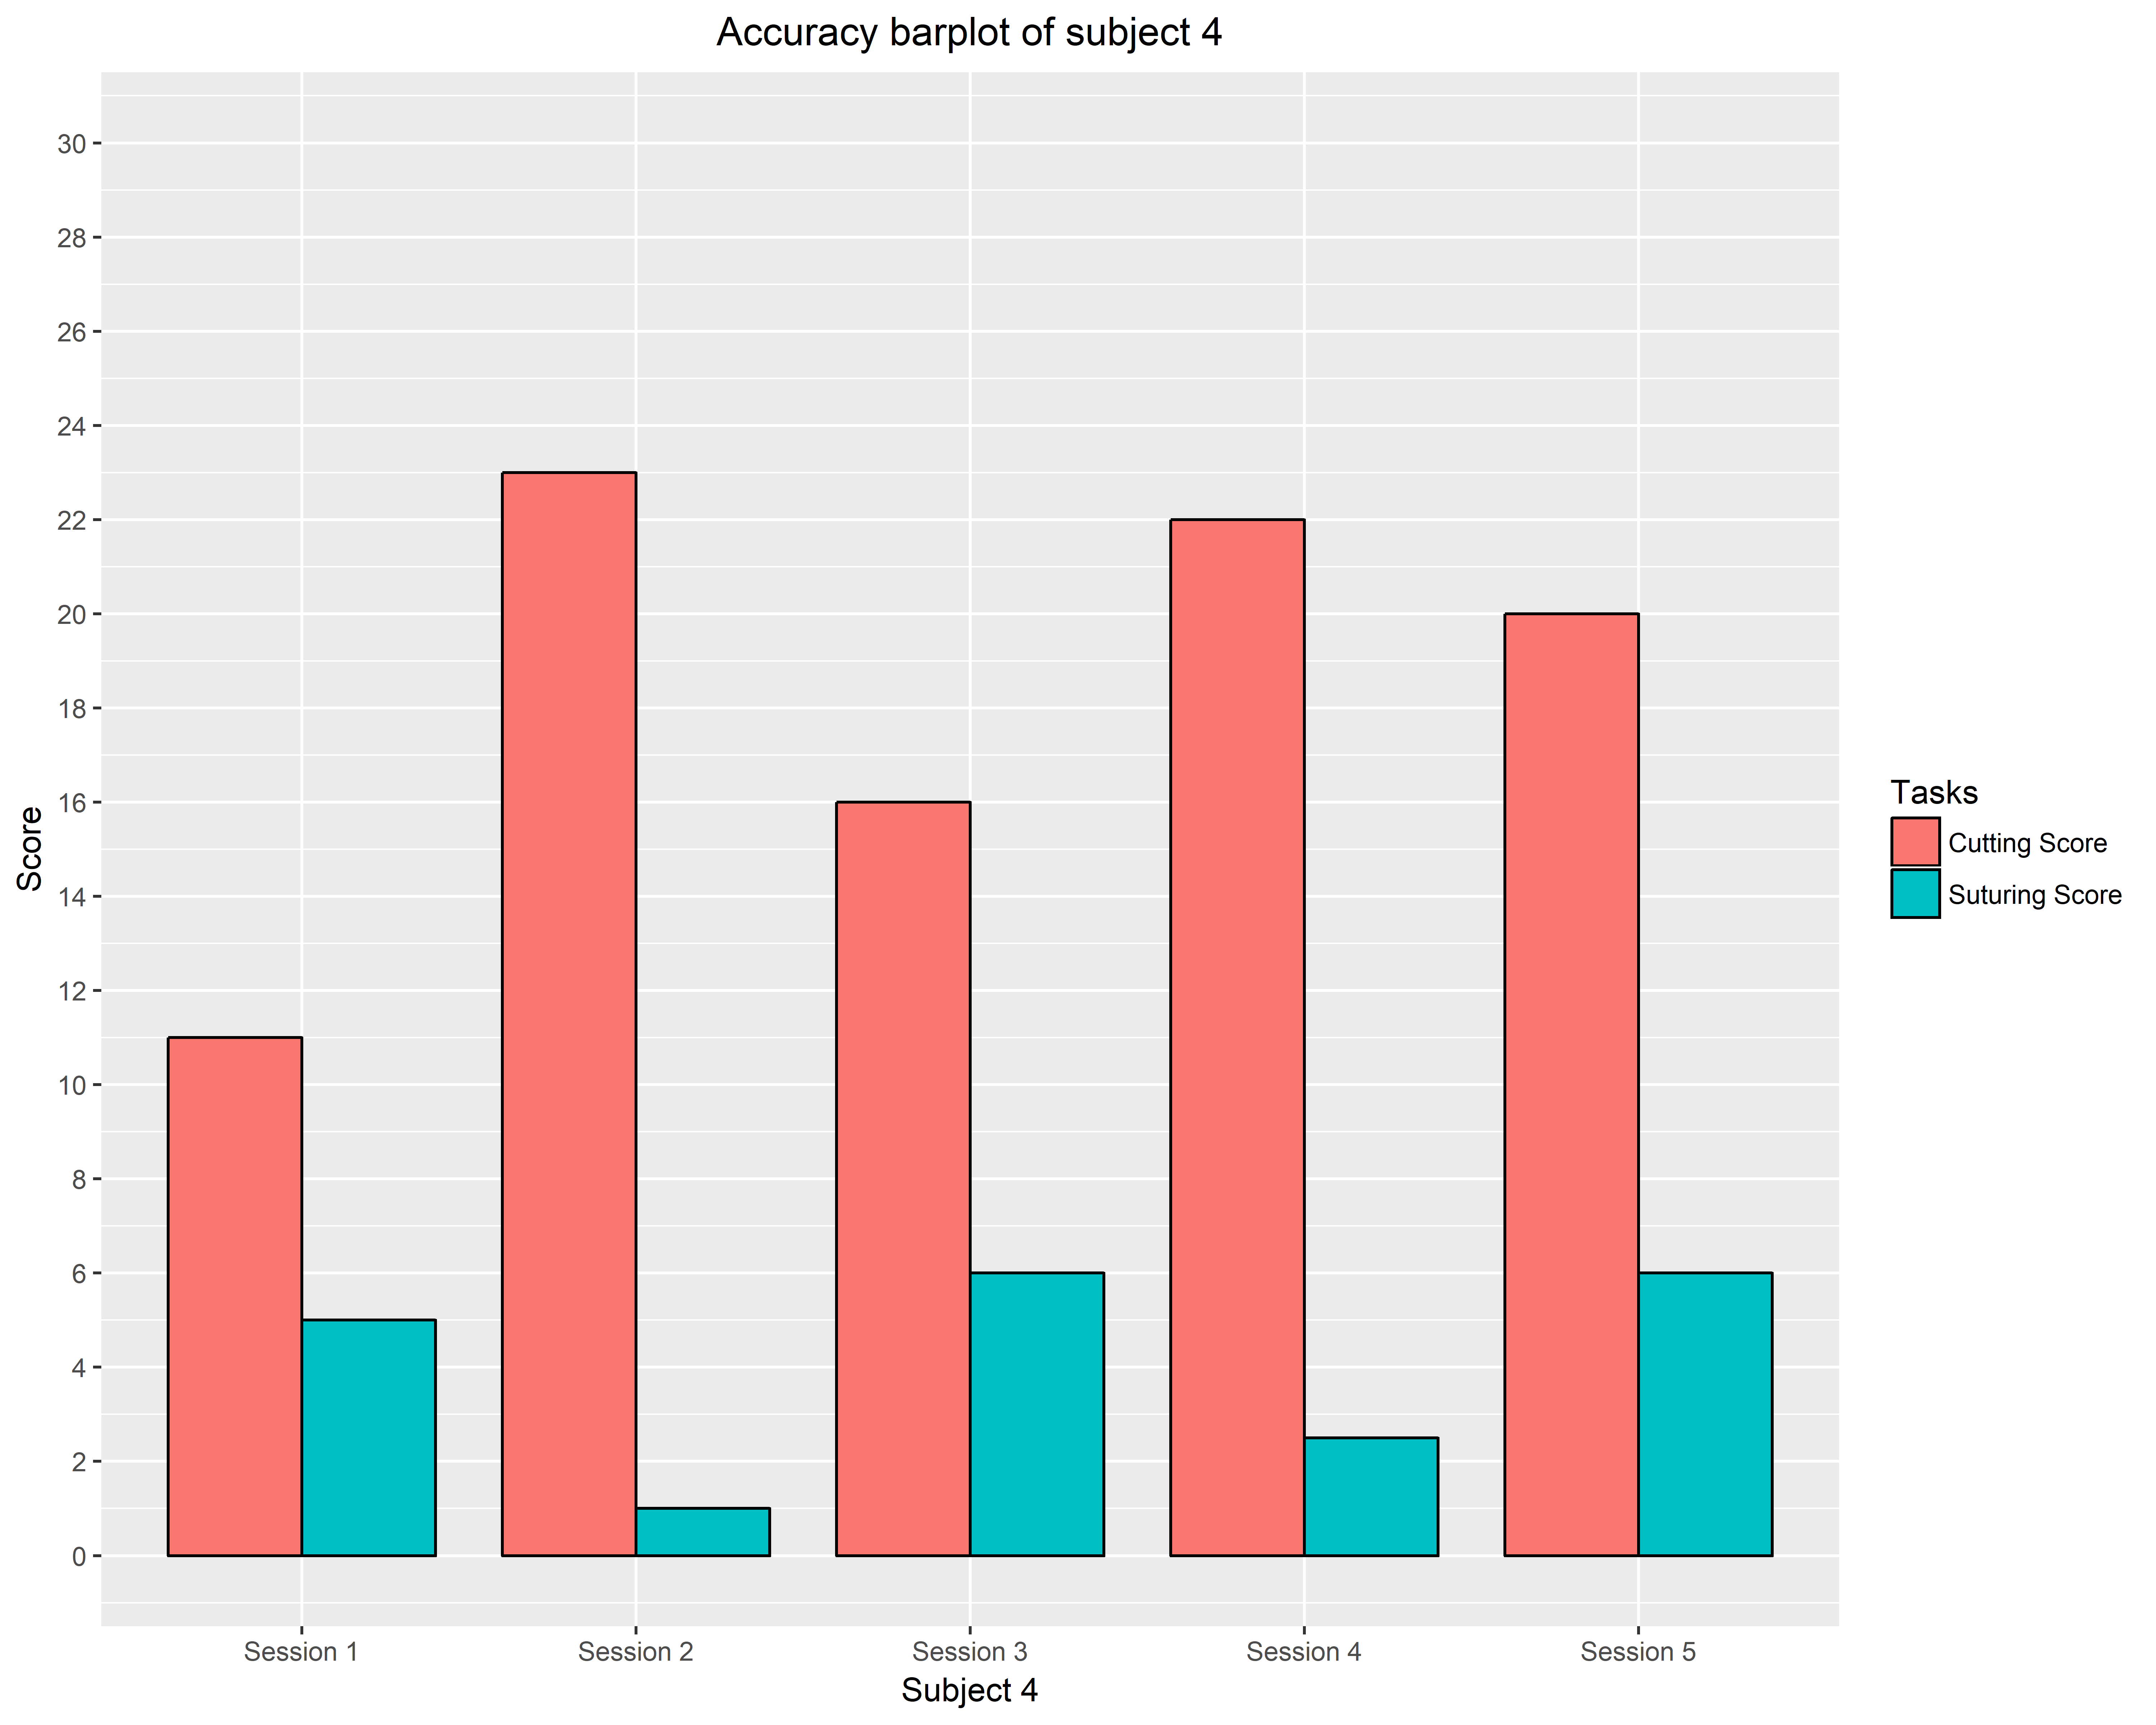 Accuracy barplot of subject 4
Score
30
28
26
24
22
20
18
16
14
12
10
8
6
4
2
0
Session 1
Session 2
Session 3
Session 4
Session 5
Subject 4
Tasks
Cutting Score
Suturing Score